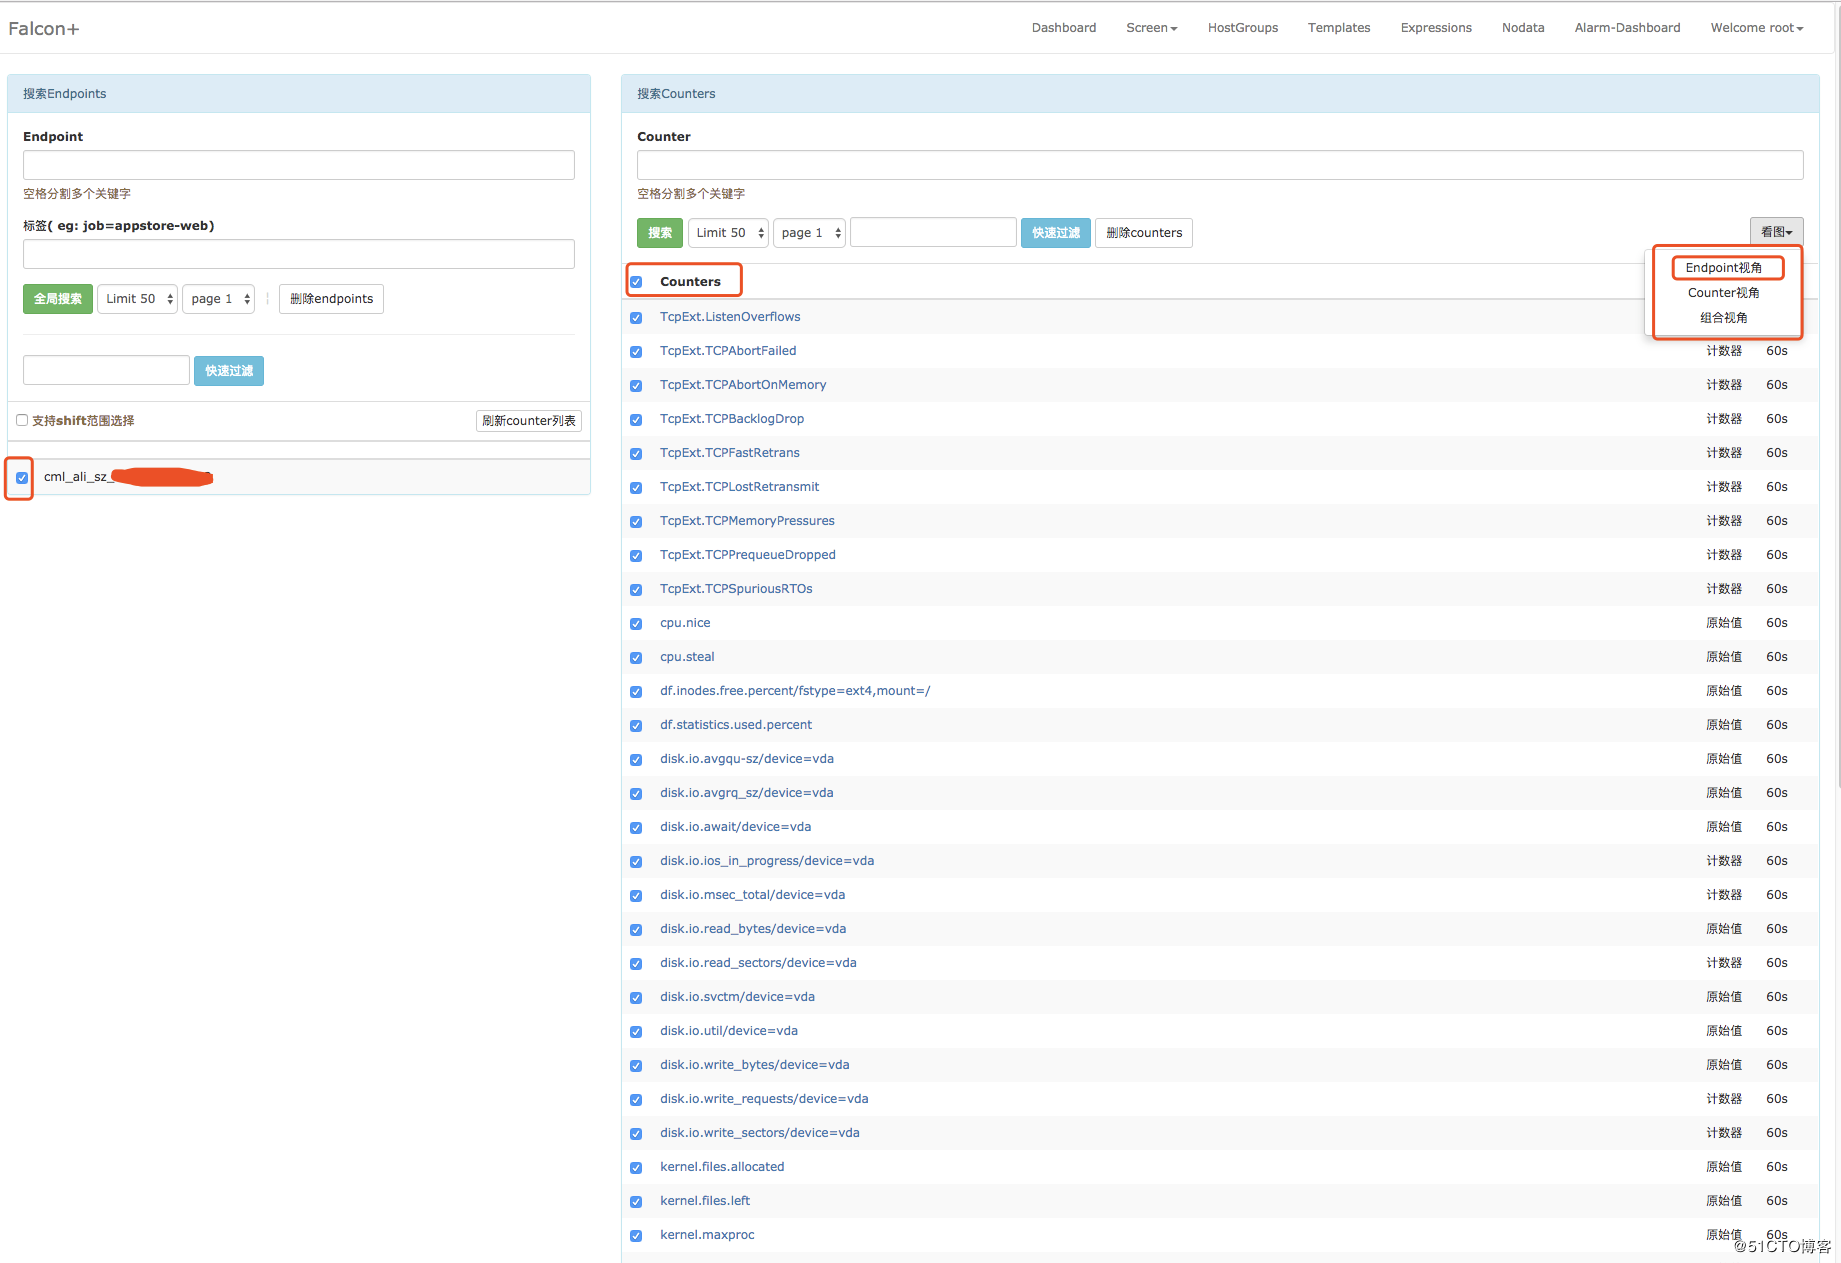 Falcon+
Dashboard Screen HostGroups Templates Expressions Nodata Alarm-Dashboard Welcome root
搜索Endpoints
Endpoint
空格分割多个关键字
标签( eg: job=appstore-web)
全局搜索 Limit 50 page 1 删除endpoints
快速过滤
支持shift范围选择 刷新counter列表
cml_ali_sz_
搜索Counters
Counter
空格分割多个关键字
搜索 Limit 50 page 1 快速过滤 删除counters 看图
Endpoint视角
Counter视角
组合视角
Counters
TcpExt.ListenOverflows
TcpExt.TCPAbortFailed 计数器 60s
TcpExt.TCPAbortOnMemory 计数器 60s
TcpExt.TCPBacklogDrop 计数器 60s
TcpExt.TCPFastRetrans 计数器 60s
TcpExt.TCPLostRetransmit 计数器 60s
TcpExt.TCPMemoryPressures 计数器 60s
TcpExt.TCPPrequeueDropped 计数器 60s
TcpExt.TCPSpuriousRTOs 计数器 60s
cpu.nice 原始值 60s
cpu.steal 原始值 60s
df.inodes.free.percent/fstype=ext4,mount=/ 原始值 60s
df.statistics.used.percent 原始值 60s
disk.io.avgqu-sz/device=vda 原始值 60s
disk.io.avgrq_sz/device=vda 原始值 60s
disk.io.await/device=vda 原始值 60s
disk.io.ios_in_progress/device=vda 计数器 60s
disk.io.msec_total/device=vda 计数器 60s
disk.io.read_bytes/device=vda 原始值 60s
disk.io.read_sectors/device=vda 计数器 60s
disk.io.svctm/device=vda 原始值 60s
disk.io.util/device=vda 原始值 60s
disk.io.write_bytes/device=vda 原始值 60s
disk.io.write_requests/device=vda 计数器 60s
disk.io.write_sectors/device=vda 计数器 60s
kernel.files.allocated 原始值 60s
kernel.files.left 原始值 60s
kernel.maxproc 原始值 60s
@51CTO博客